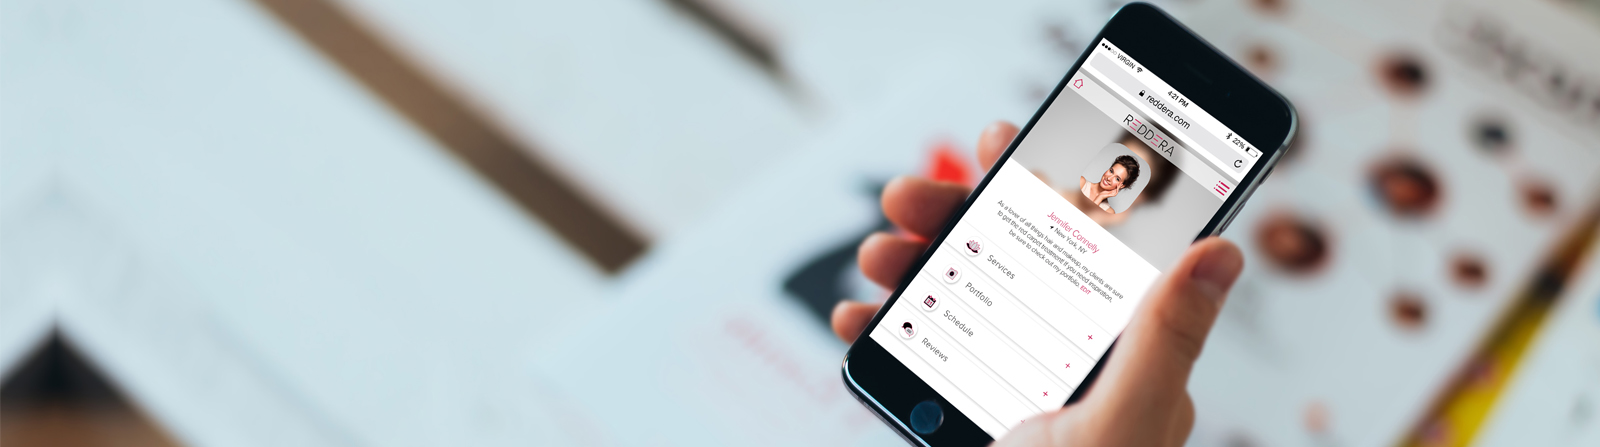 VIRGIN
4:21 PM
22%
reddera.com
REDDERA
Jennifer Connelly
New York, NY
As a lover of all things hair and makeup, my clients are sure
to get the red carpet treatment! If you need inspiration,
be sure to check out my portfolio. EDIT
Services
+
Portfolio
+
Schedule
+
Reviews